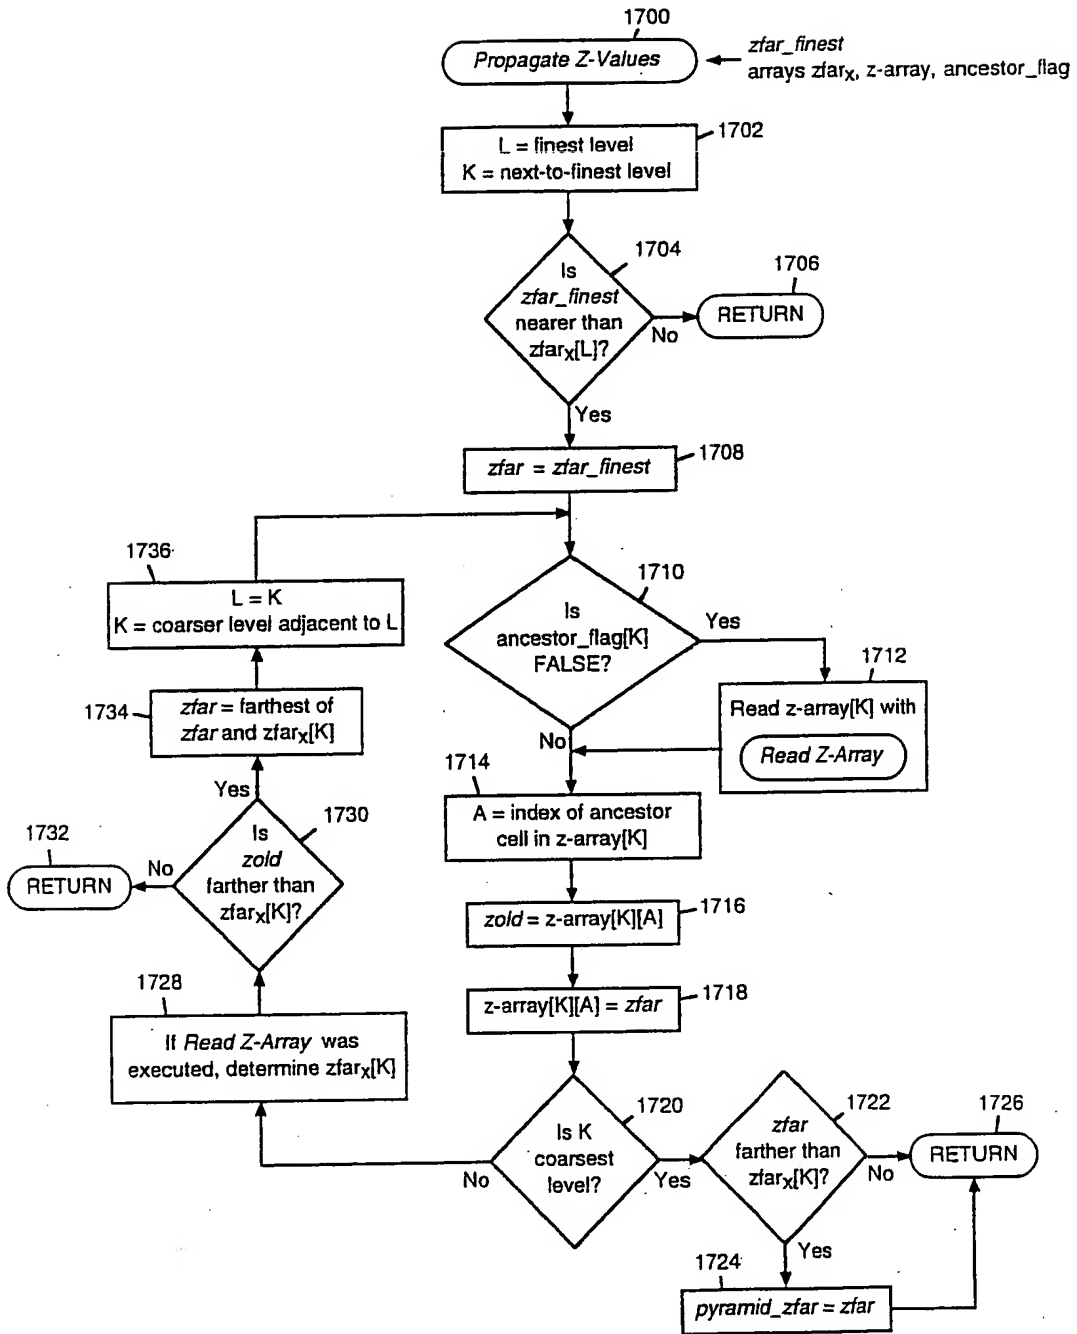 1700
Propagate Z-Values
zfar_finest
arrays zfarx, z-array, ancestor_flag
1702
L = finest level
K = next-to-finest level
1704
Is
zfar_finest
nearer than
zfarx[L]?
No
1706
RETURN
Yes
1708
zfar = zfar_finest
1736
L = K
K = coarser level adjacent to L
1710
Is
ancestor_flag[K]
FALSE?
Yes
1712
Read z-array[K] with
Read Z-Array
No
1734
zfar = farthest of
zfar and zfarx[K]
1714
A = index of ancestor
cell in z-array[K]
Yes
1730
Is
zold
farther than
zfarx[K]?
No
1732
RETURN
1716
zold = z-array[K][A]
1718
z-array[K][A] = zfar
1728
If Read Z-Array was
executed, determine zfarx[K]
1720
Is K
coarsest
level?
No
Yes
1722
zfar
farther than
zfarx[K]?
No
1726
RETURN
Yes
1724
pyramid_zfar = zfar